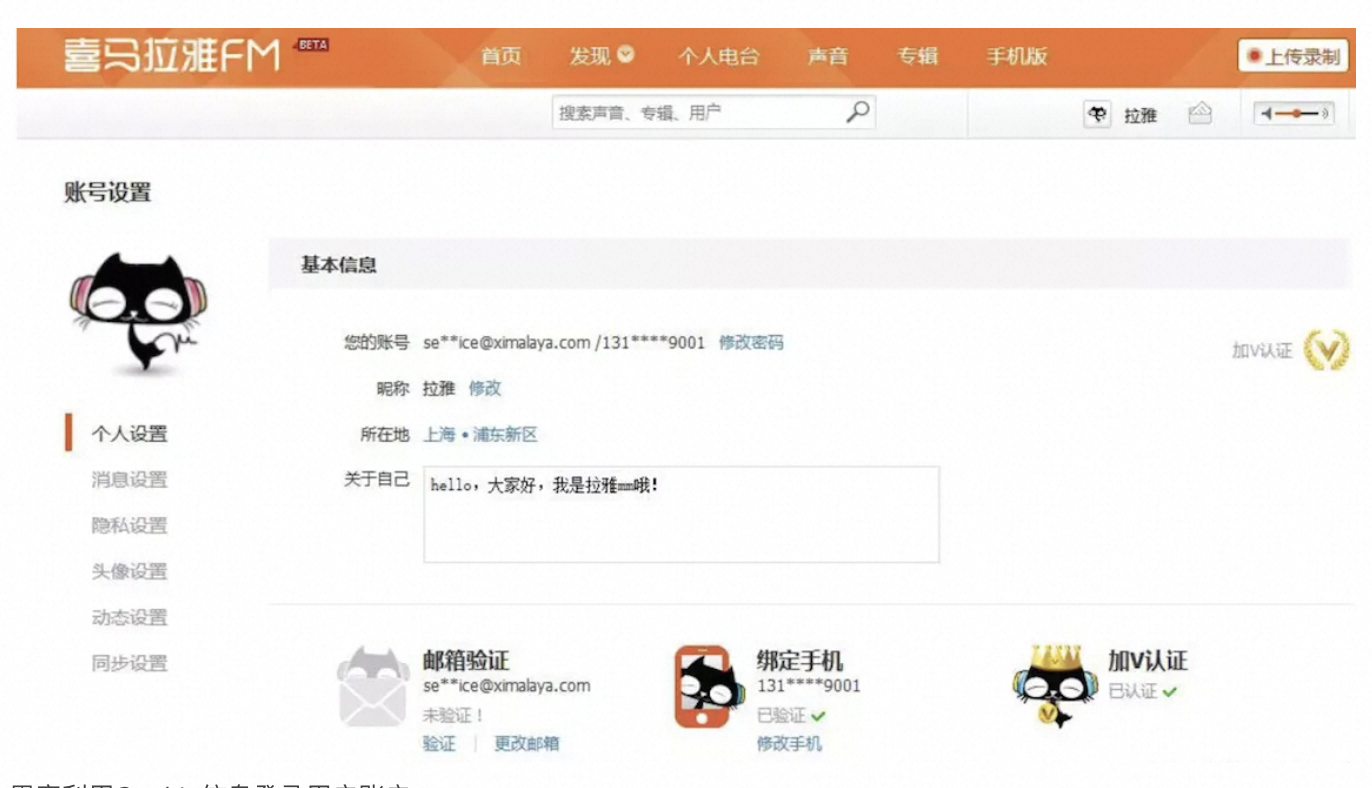 喜马拉雅FM BETA 首页 发现 个人电台 声音 专辑 手机版 上传录制
搜索声音、专辑、用户 拉雅
账号设置
基本信息
您的账号 se**ice@ximalaya.com /131****9001 修改密码 加V认证
昵称 拉雅 修改
个人设置 所在地 上海 • 浦东新区
消息设置 关于自己 hello，大家好，我是拉雅mm哦！
隐私设置
头像设置
动态设置
同步设置
邮箱验证 绑定手机 加V认证
se**ice@ximalaya.com 131****9001 已认证
未验证！ 已验证
验证 更改邮箱 修改手机